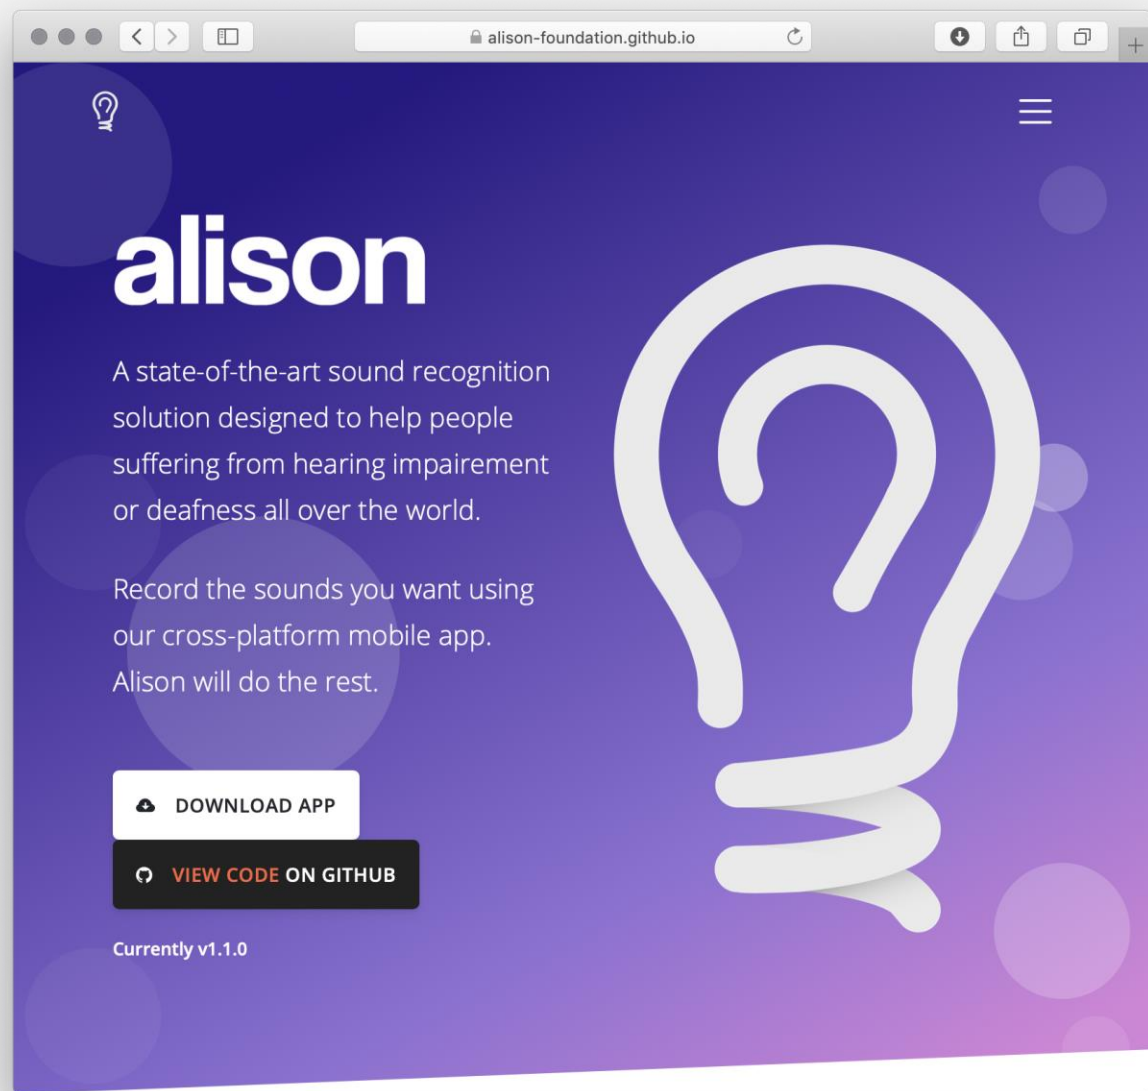 alison-foundation.github.io
alison
A state-of-the-art sound recognition
solution designed to help people
suffering from hearing impairement
or deafness all over the world.
Record the sounds you want using
our cross-platform mobile app.
Alison will do the rest.
DOWNLOAD APP
VIEW CODE ON GITHUB
Currently v1.1.0